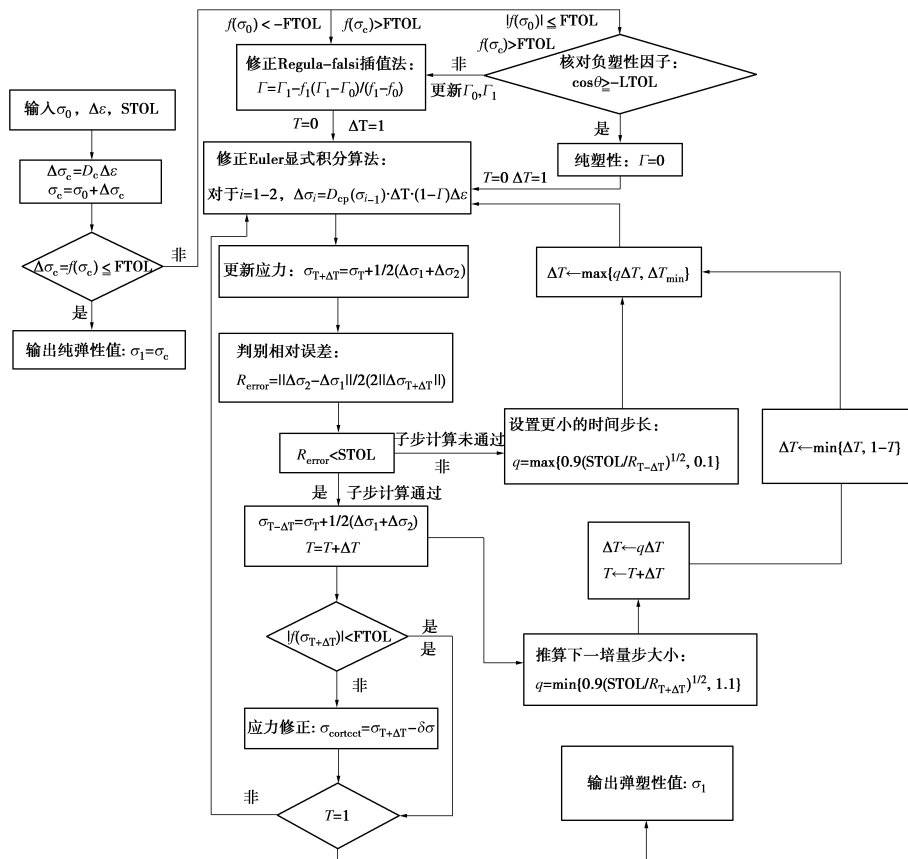 f(σ₀)<-FTOL
f(σc)>FTOL
|f(σ₀)|≦FTOL
f(σc)>FTOL
修正Regula-falsi插值法:
Γ=Γ₁-f₁(Γ₁-Γ₀)/(f₁-f₀)
非
更新Γ₀,Γ₁
核对负塑性因子:
cosθ≧-LTOL
是
纯塑性: Γ=0
T=0 ΔT=1
T=0 ΔT=1
输入σ₀, Δε, STOL
Δσc=DcΔε
σc=σ₀+Δσc
Δσc=f(σc)≦FTOL
非
是
输出纯弹性值: σ₁=σc
修正Euler显式积分算法:
对于i=1-2, Δσi=Dcp(σi-1)·ΔT·(1-Γ)Δε
更新应力: σT+ΔT=σT+1/2(Δσ₁+Δσ₂)
判别相对误差:
Rerror=||Δσ₂-Δσ₁||/2(2||ΔσT+ΔT||)
Rerror<STOL
子步计算未通过
非
设置更小的时间步长:
q=max{0.9(STOL/RT-ΔT)^1/2, 0.1}
ΔT←max{qΔT, ΔTmin}
ΔT←min{ΔT, 1-T}
是
子步计算通过
σT-ΔT=σT+1/2(Δσ₁+Δσ₂)
T=T+ΔT
ΔT←qΔT
T←T+ΔT
推算下一培量步大小:
q=min{0.9(STOL/RT+ΔT)^1/2, 1.1}
|f(σT+ΔT)|<FTOL
是
是
非
应力修正: σcortcct=σT+ΔT-δσ
非
T=1
输出弹塑性值: σ₁